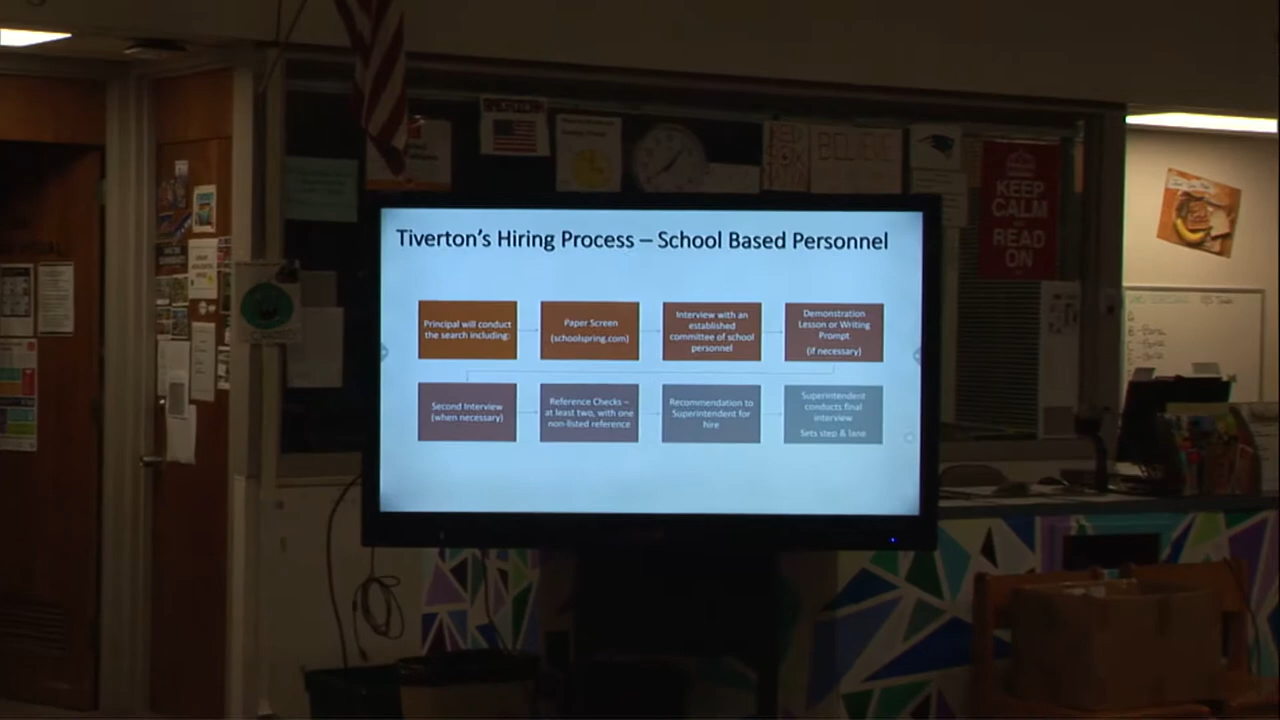 Tiverton's Hiring Process – School Based Personnel
Principal will conduct
the search including:
Paper Screen
(schoolspring.com)
Interview with an
established
committee of school
personnel
Demonstration
Lesson or Writing
Prompt
(if necessary)
Second Interview
(when necessary)
Reference Checks –
at least two, with one
non-listed reference
Recommendation to
Superintendent for
hire
Superintendent
conducts final
interview
Sets step & lane
KEEP
CALM
READ
ON